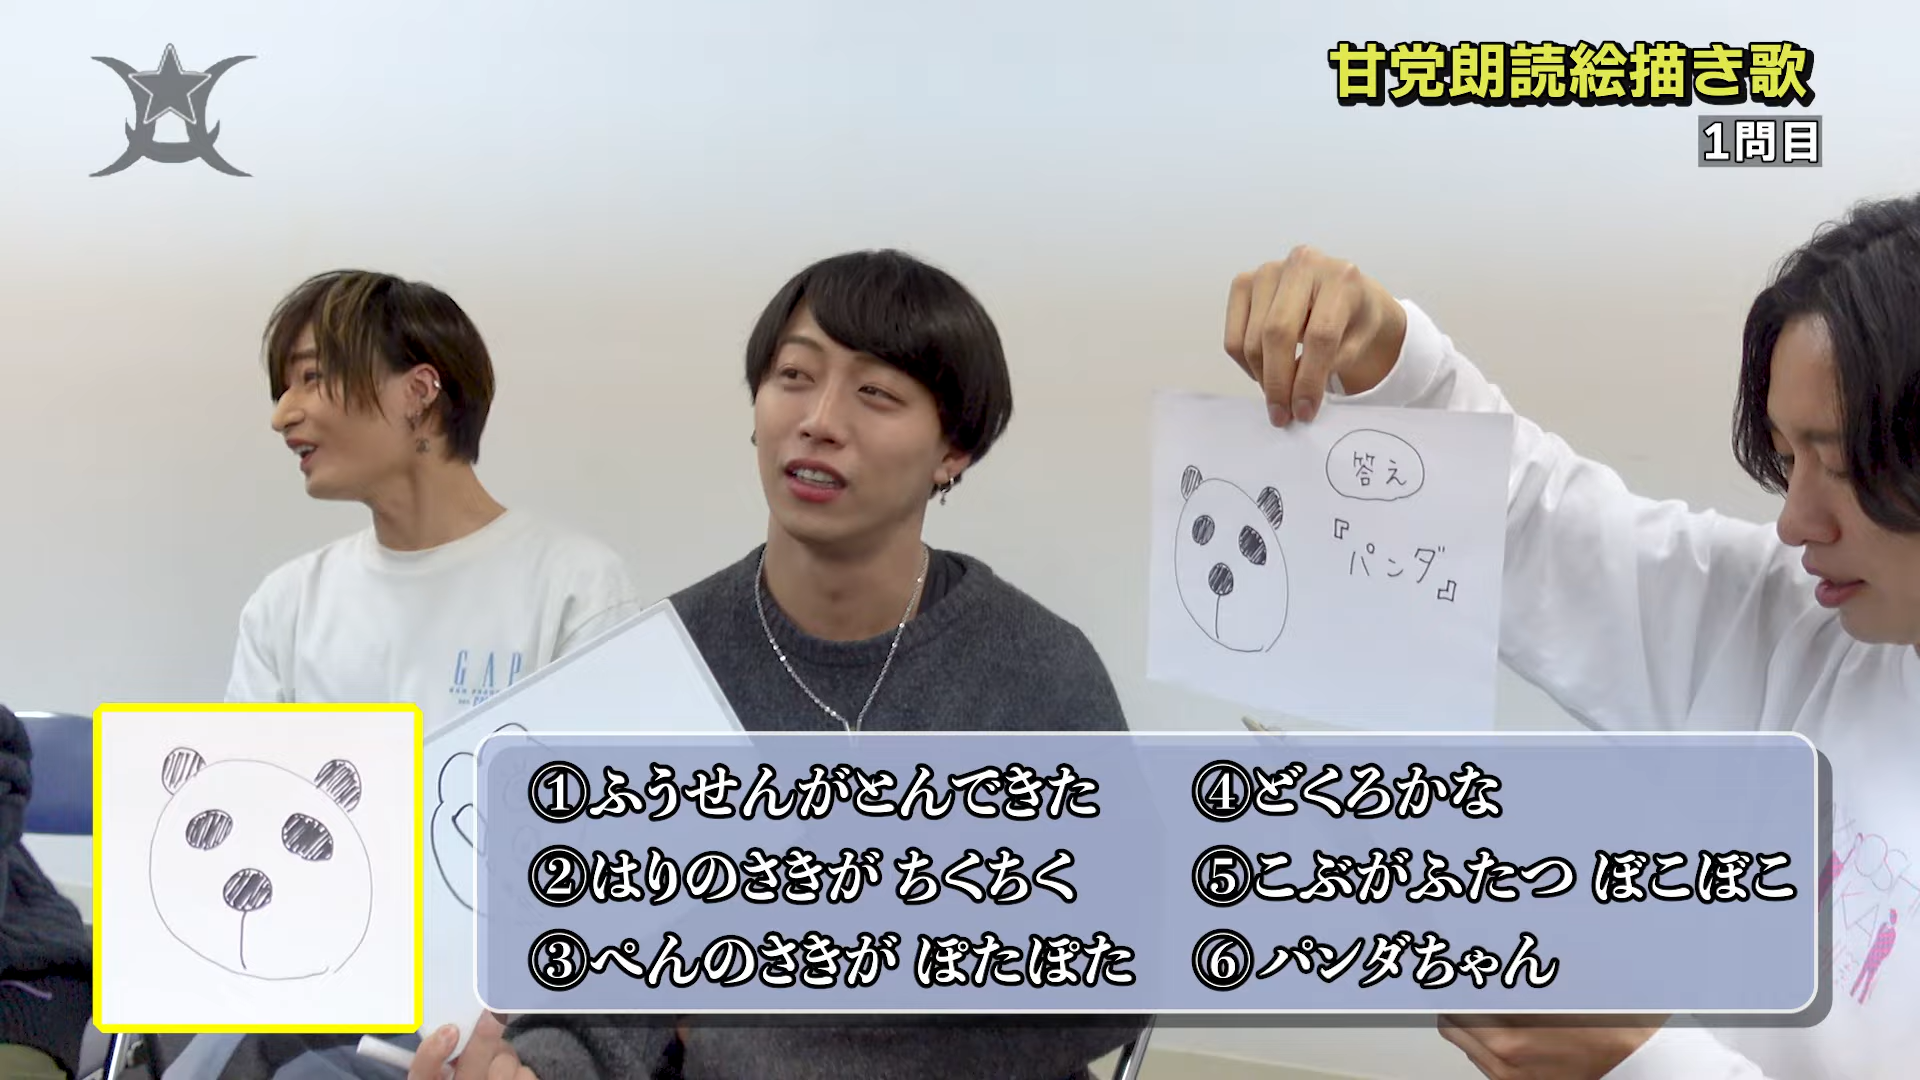 甘党朗読絵描き歌
1問目
答え
『パンダ』
GAP
①ふうせんがとんできた
②はりのさきが ちくちく
③ぺんのさきが ぽたぽた
④どくろかな
⑤こぶがふたつ ぼこぼこ
⑥パンダちゃん